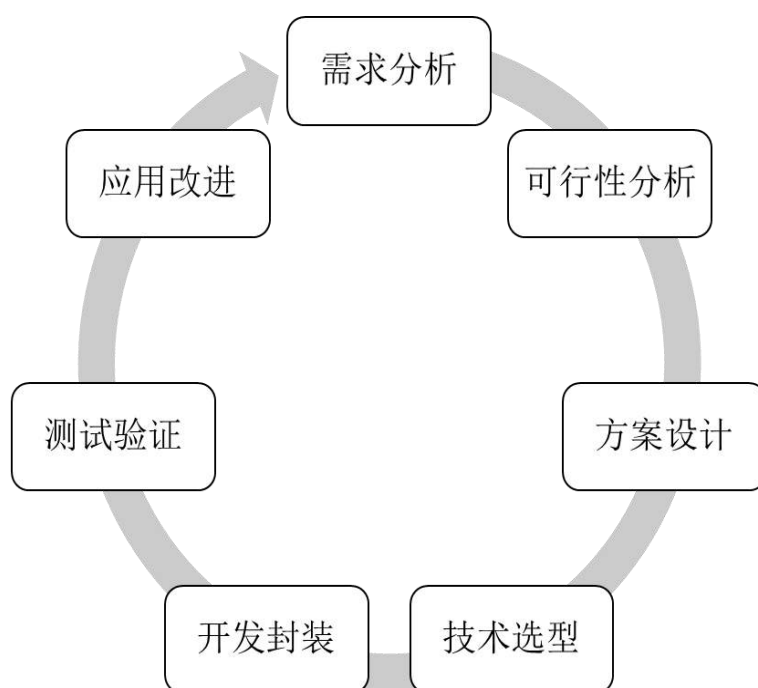 需求分析
可行性分析
方案设计
技术选型
开发封装
测试验证
应用改进